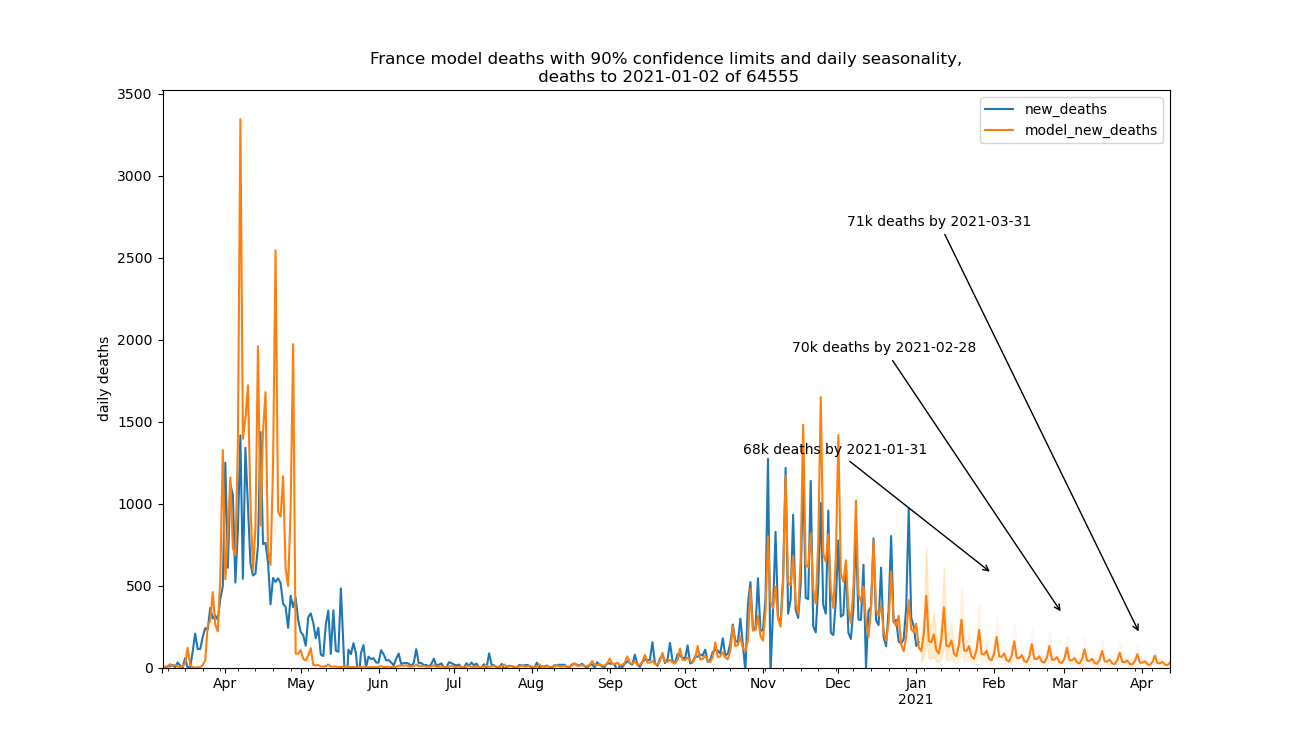 France model deaths with 90% confidence limits and daily seasonality,
deaths to 2021-01-02 of 64555
new_deaths
model_new_deaths
3500
3000
2500
2000
1500
1000
500
0
daily deaths
71k deaths by 2021-03-31
70k deaths by 2021-02-28
68k deaths by 2021-01-31
Apr May Jun Jul Aug Sep Oct Nov Dec Jan Feb Mar Apr
2021